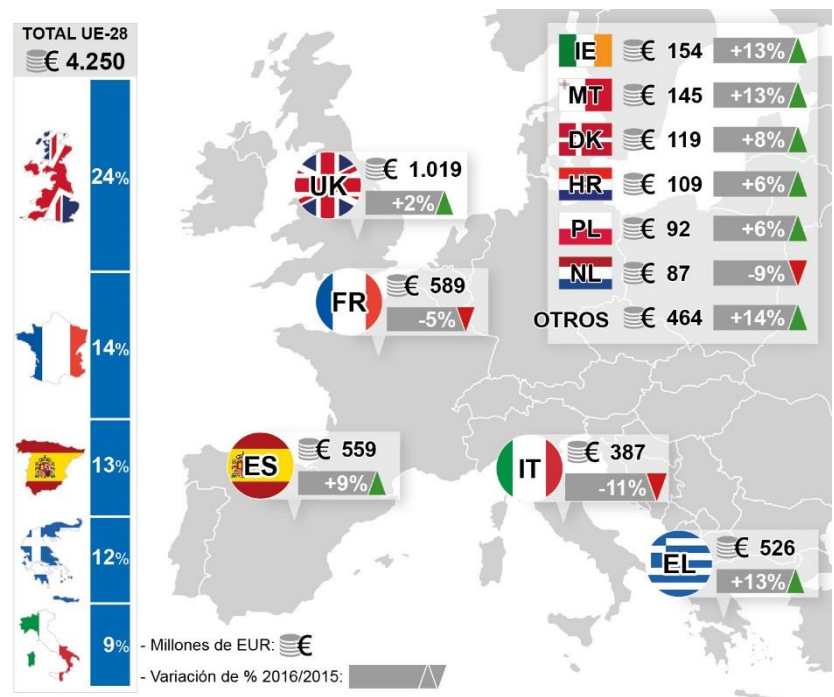 TOTAL UE-28
€ 4.250
24%
14%
13%
12%
9%
UK
€ 1.019
+2%
FR
€ 589
-5%
ES
€ 559
+9%
IT
€ 387
-11%
EL
€ 526
+13%
IE € 154 +13%
MT € 145 +13%
DK € 119 +8%
HR € 109 +6%
PL € 92 +6%
NL € 87 -9%
OTROS € 464 +14%
- Millones de EUR: €
- Variación de % 2016/2015: